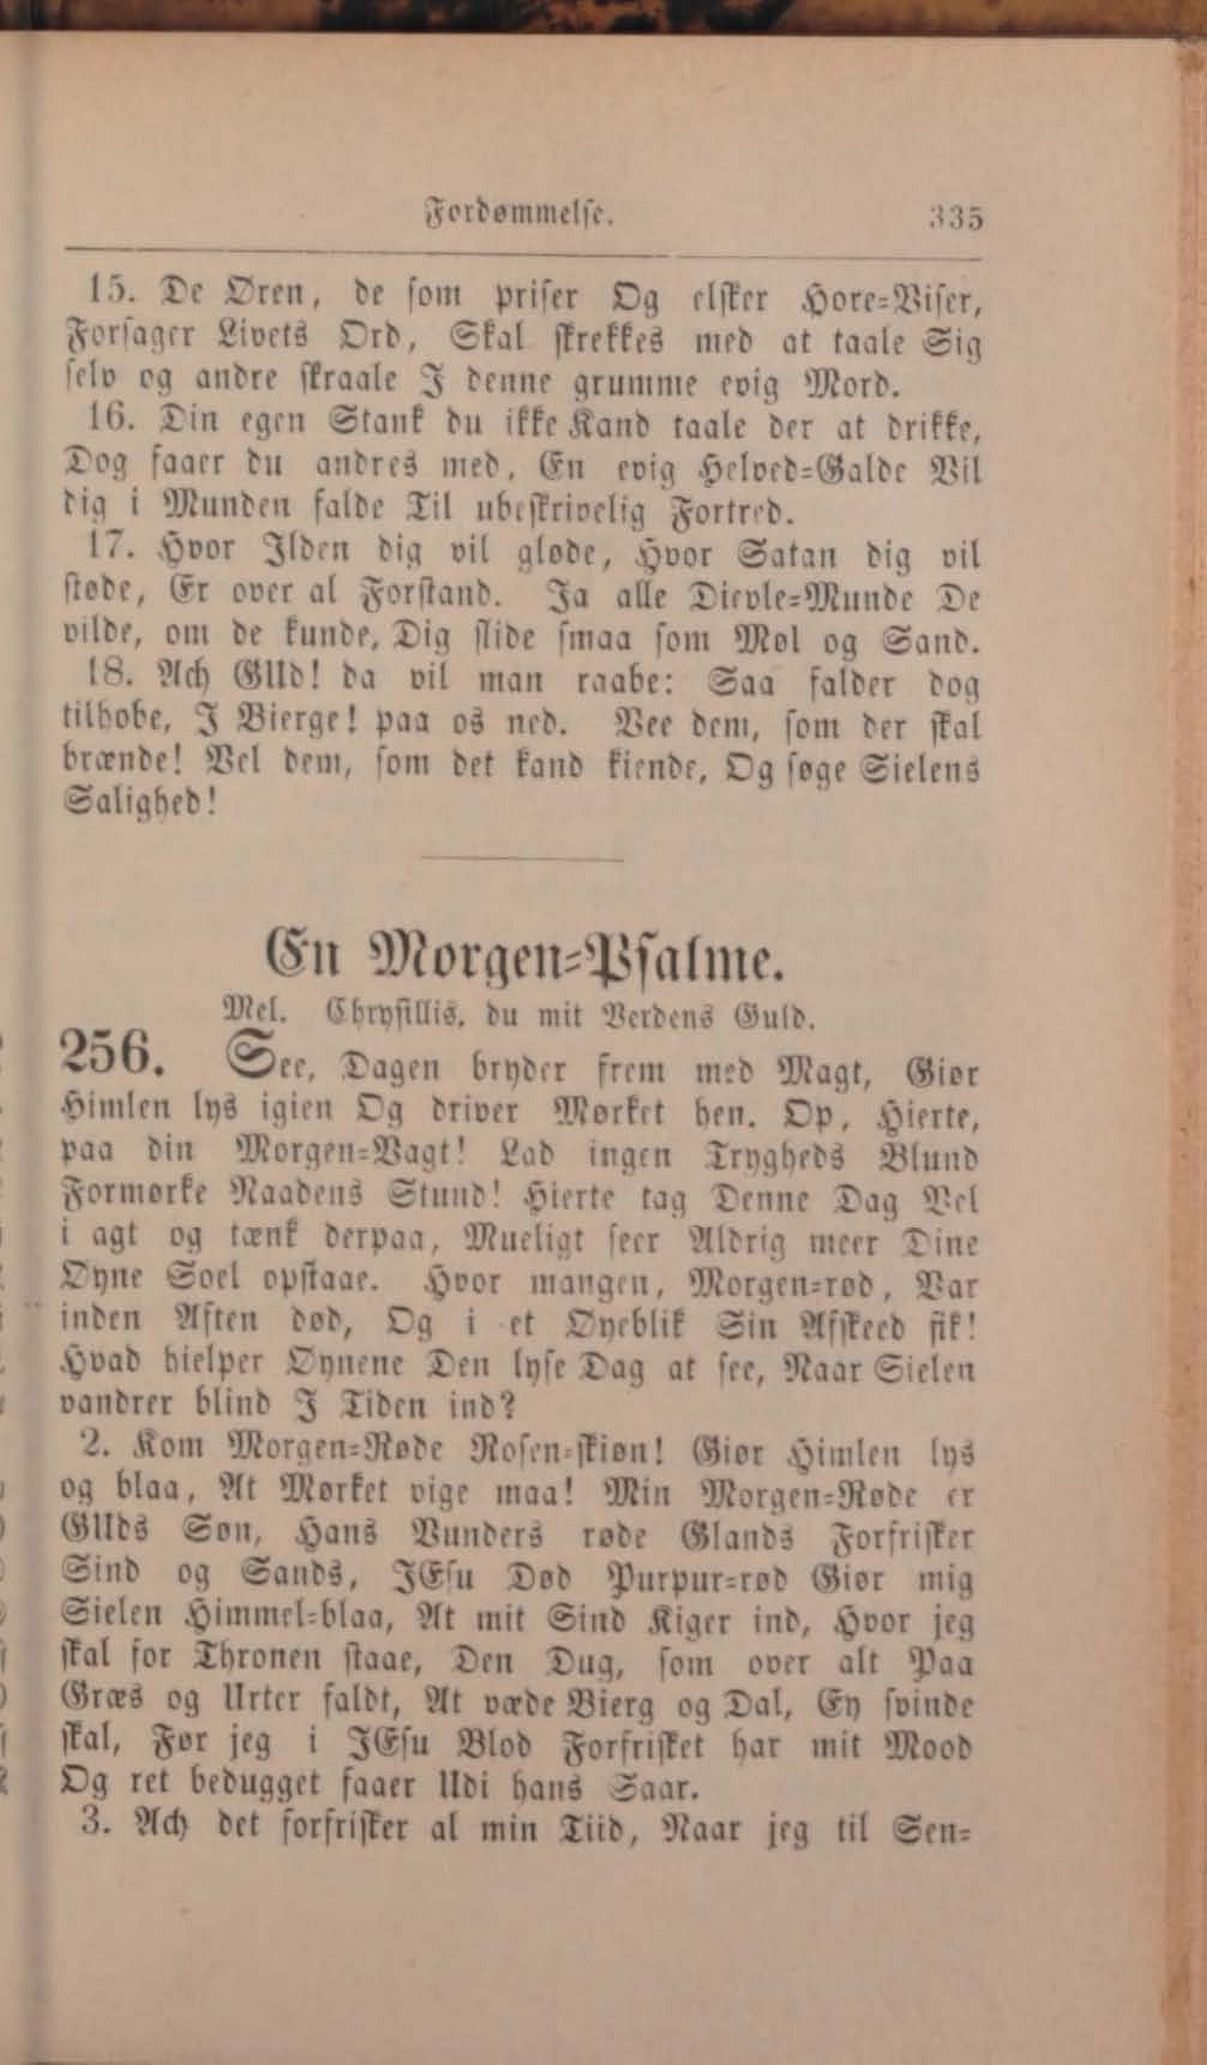 Fordømmelse. 335
15. De Øren, de som priser Og elsker Hore-Viser,
Forsager Livets Ord, Skal skrekkes med at taale Sig
selv og andre skraale I denne grumme evig Mord.
16. Din egen Stank du ikke Kand taale der at drikke,
Dog faaer du andres med, En evig Helved-Galde Vil
dig i Munden falde Til ubeskrivelig Fortred.
17. Hvor Ilden dig vil gløde, Hvor Satan dig vil
støde, Er over al Forstand. Ja alle Dievle-Munde De
vilde, om de kunde, Dig slide smaa som Møl og Sand.
18. Ach GUd! da vil man raabe: Saa falder dog
tilhobe, I Bierge! paa os ned. Vee dem, som der skal
brænde! Vel dem, som det kand kiende, Og søge Sielens
Salighed!
En Morgen-Psalme.
Mel. Chrysillis, du mit Verdens Guld.
256. See, Dagen bryder frem med Magt, Giør
Himlen lys igien Og driver Mørket hen. Op, Hierte,
paa din Morgen-Vagt! Lad ingen Trygheds Blund
Formørke Naadens Stund! Hierte tag Denne Dag Vel
i agt og tænk derpaa, Mueligt seer Aldrig meer Dine
Øyne Soel opstaae. Hvor mangen, Morgen-rød, Var
inden Aften død, Og i et Øyeblik Sin Afskeed fik!
Hvad hielper Øynene Den lyse Dag at see, Naar Sielen
vandrer blind I Tiden ind?
2. Kom Morgen-Røde Rosen-skiøn! Giør Himlen lys
og blaa, At Mørket vige maa! Min Morgen-Røde er
GUds Søn, Hans Vunders røde Glands Forfrisker
Sind og Sands, JEsu Død Purpur-rød Giør mig
Sielen Himmel-blaa, At mit Sind Kiger ind, Hvor jeg
skal for Thronen staae, Den Dug, som over alt Paa
Græs og Urter faldt, At væde Bierg og Dal, Ey svinde
skal, Før jeg i JEsu Blod Forfrisket har mit Mood
Og ret bedugget faaer Udi hans Saar.
3. Ach det forfrisker al min Tiid, Naar jeg til Sen-